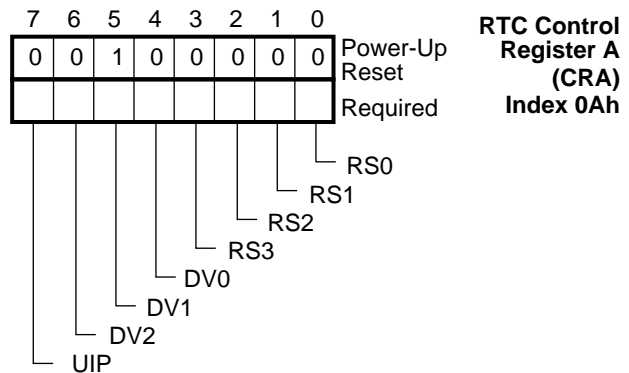 7 6 5 4 3 2 1 0
RTC Control
Register A
(CRA)
Index 0Ah
0 0 1 0 0 0 0 0
Power-Up
Reset
Required
RS0
RS1
RS2
RS3
DV0
DV1
DV2
UIP